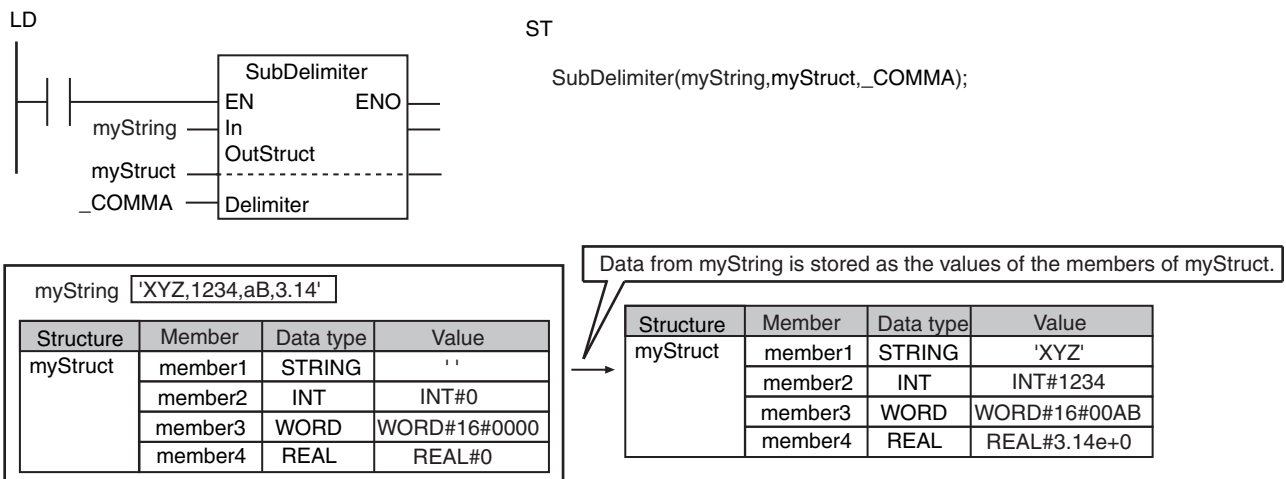 LD
SubDelimiter
EN ENO
myString In
OutStruct
myStruct
_COMMA Delimiter
ST
SubDelimiter(myString,myStruct,_COMMA);
myString 'XYZ,1234,aB,3.14'
Structure Member Data type Value
myStruct member1 STRING ' '
member2 INT INT#0
member3 WORD WORD#16#0000
member4 REAL REAL#0
Data from myString is stored as the values of the members of myStruct.
Structure Member Data type Value
myStruct member1 STRING 'XYZ'
member2 INT INT#1234
member3 WORD WORD#16#00AB
member4 REAL REAL#3.14e+0